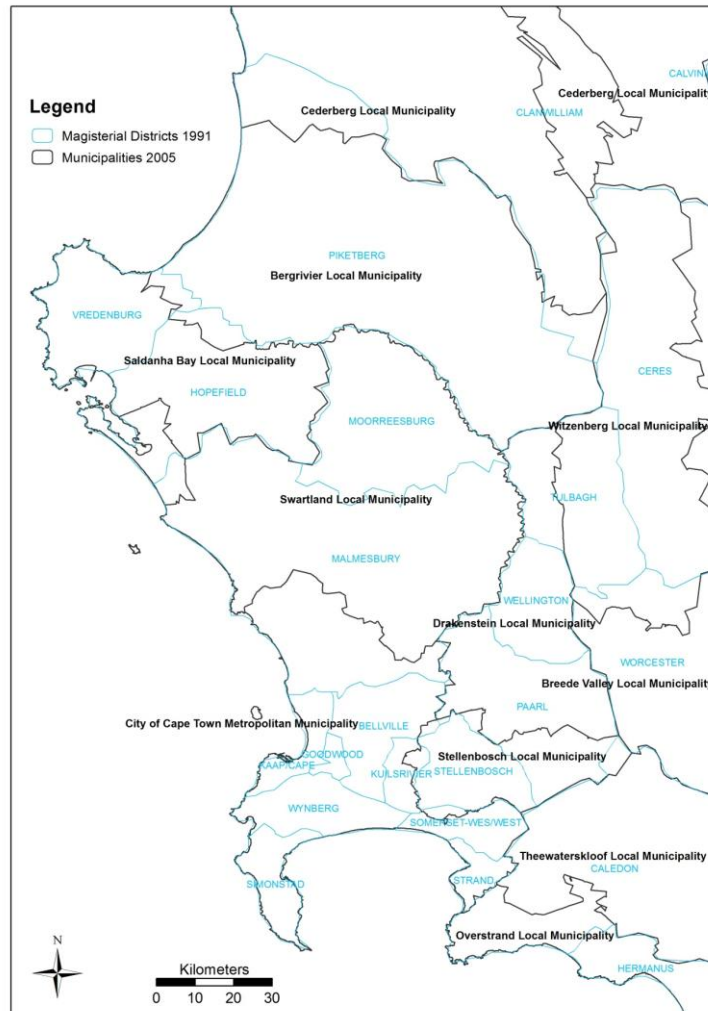 CALVIN
Cederberg Local Municipality
Cederberg Local Municipality
CLANWILLIAM
Legend
Magisterial Districts 1991
Municipalities 2005
PIKETBERG
Bergrivier Local Municipality
VREDENBURG
Saldanha Bay Local Municipality
CERES
HOPEFIELD
MOORREESBURG
Witzenberg Local Municipality
Swartland Local Municipality
TULBAGH
MALMESBURY
WELLINGTON
Drakenstein Local Municipality
WORCESTER
Breede Valley Local Municipality
PAARL
City of Cape Town Metropolitan Municipality
BELLVILLE
GOODWOOD
Stellenbosch Local Municipality
KAAP/CAPE
KUILSRIVIER
STELLENBOSCH
WYNBERG
SOMERSET-WES/WEST
Theewaterskloof Local Municipality
CALEDON
SIMONSTAD
STRAND
Overstrand Local Municipality
N
Kilometers
HERMANUS
0 10 20 30